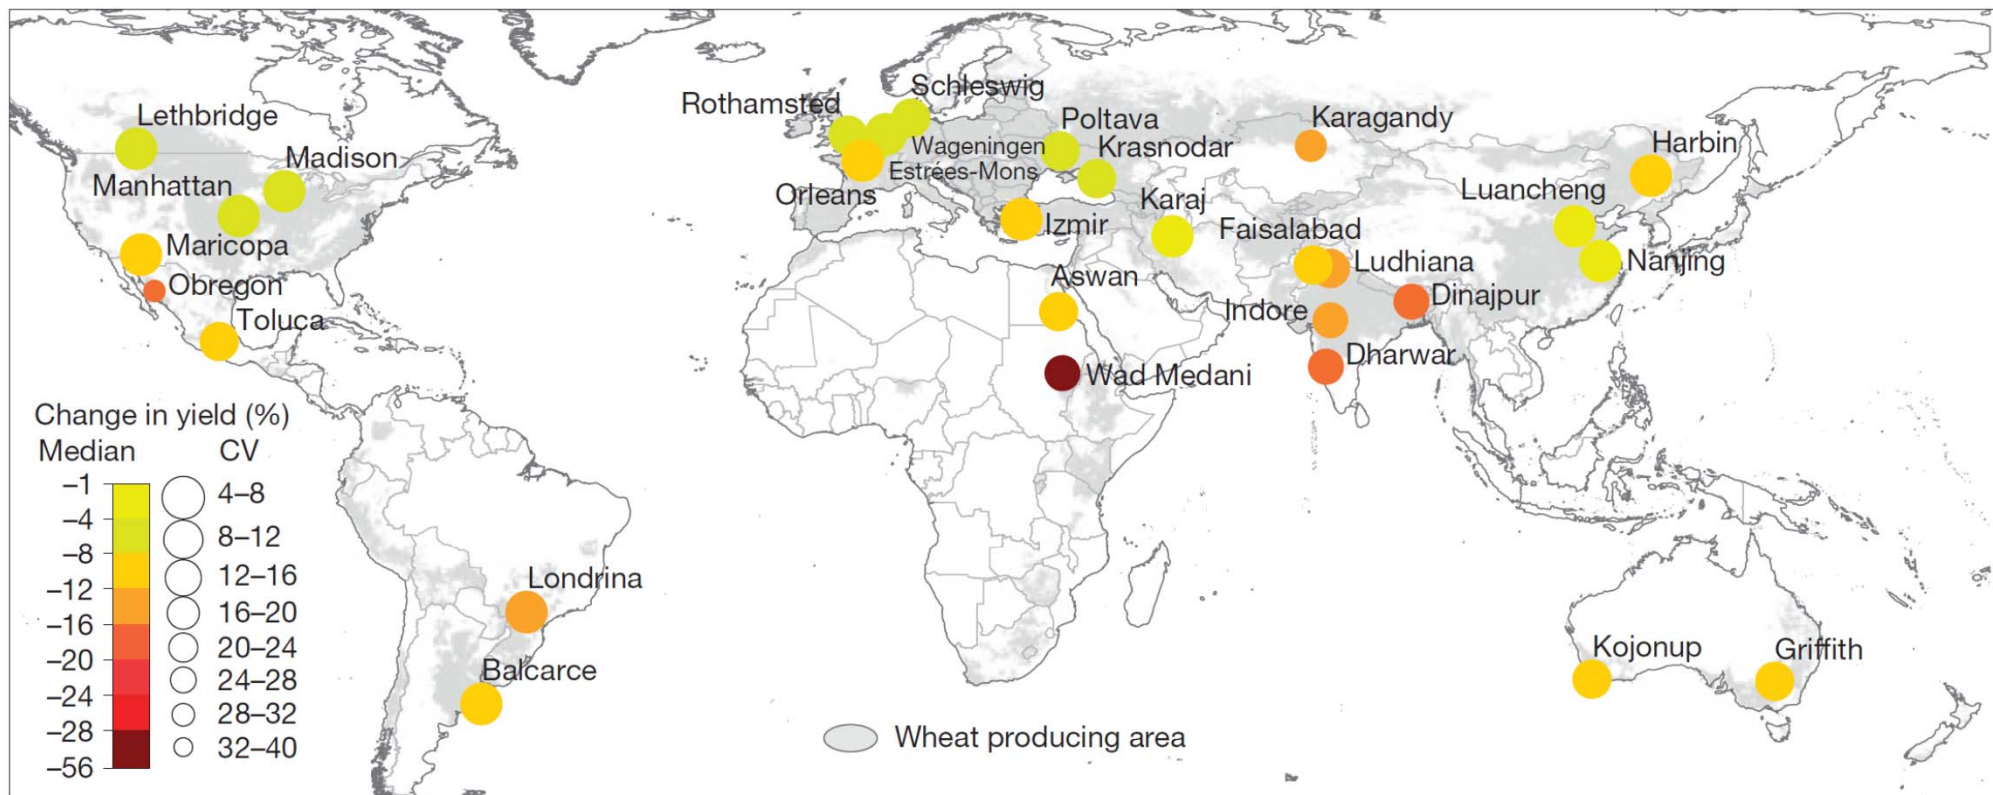 Schleswig
Rothamsted
Lethbridge
Poltava
Karagandy
Harbin
Madison
Wageningen
Krasnodar
Manhattan
Estrées-Mons
Orleans
Karaj
Luancheng
Izmir
Faisalabad
Maricopa
Aswan
Ludhiana
Nanjing
Obregon
Indore
Dinajpur
Toluca
Dharwar
Wad Medani
Change in yield (%)
Median CV
–1
4–8
–4
8–12
–8
12–16
–12
16–20
–16
20–24
–20
24–28
–24
28–32
–28
32–40
–56
Londrina
Balcarce
Kojonup
Griffith
Wheat producing area